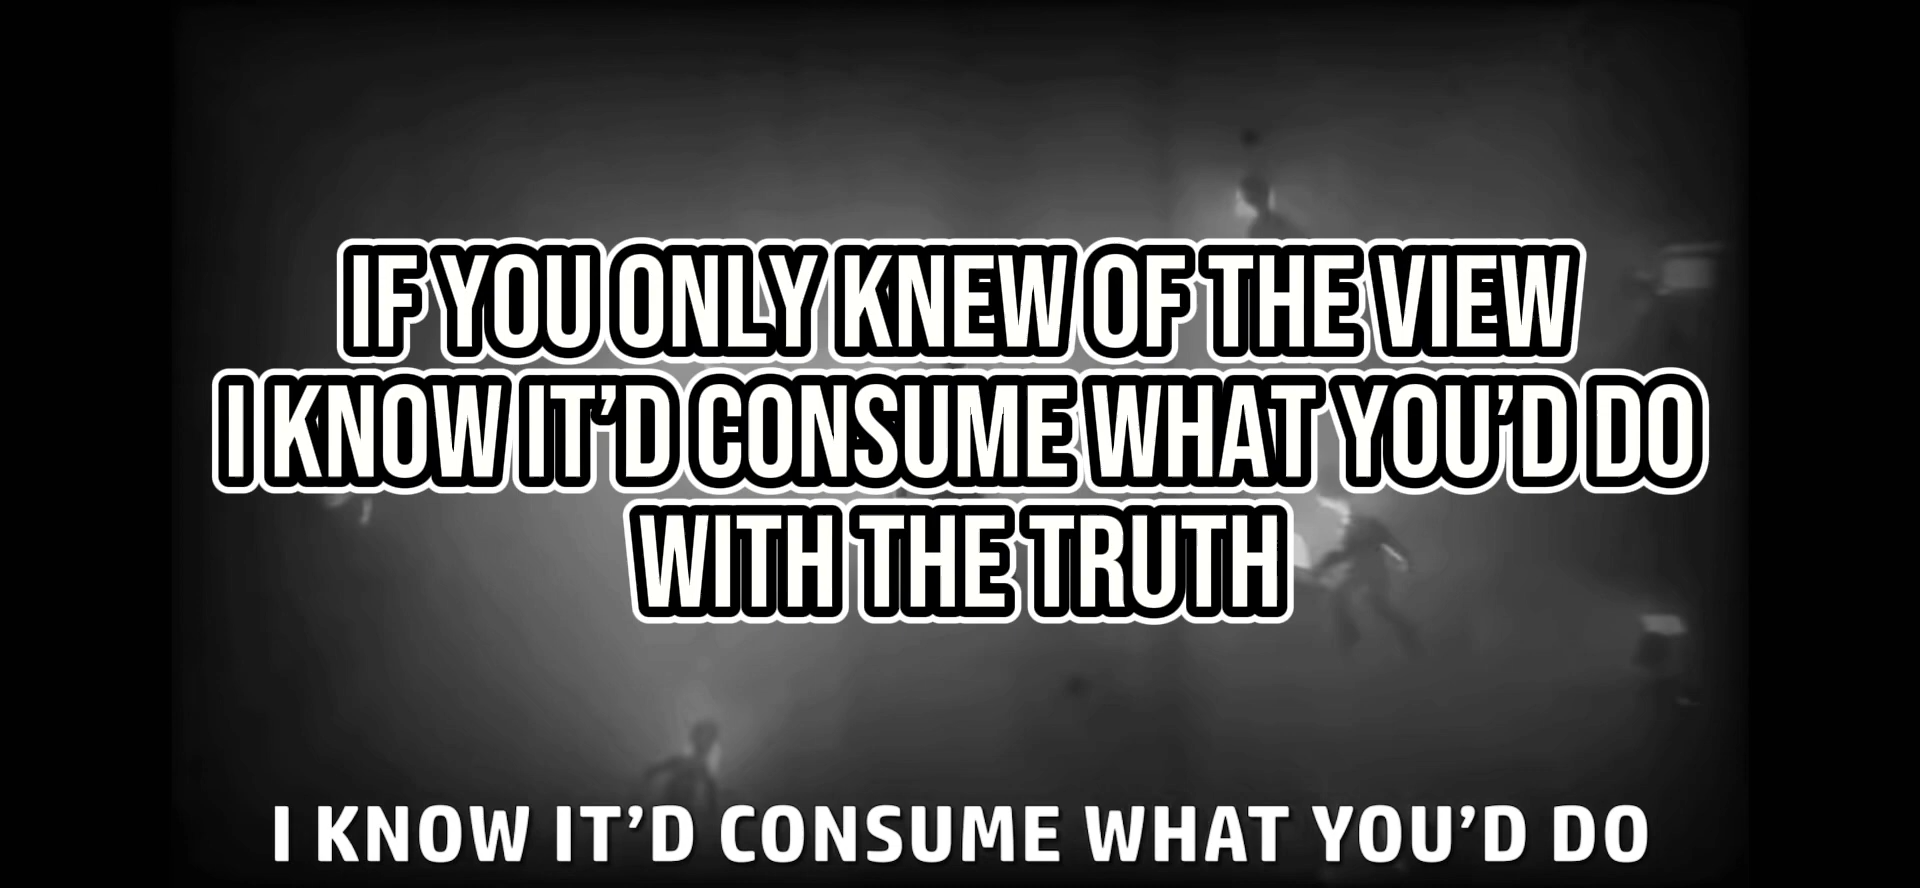 IF YOU ONLY KNEW OF THE VIEW
I KNOW IT’D CONSUME WHAT YOU’D DO
WITH THE TRUTH
I KNOW IT’D CONSUME WHAT YOU’D DO